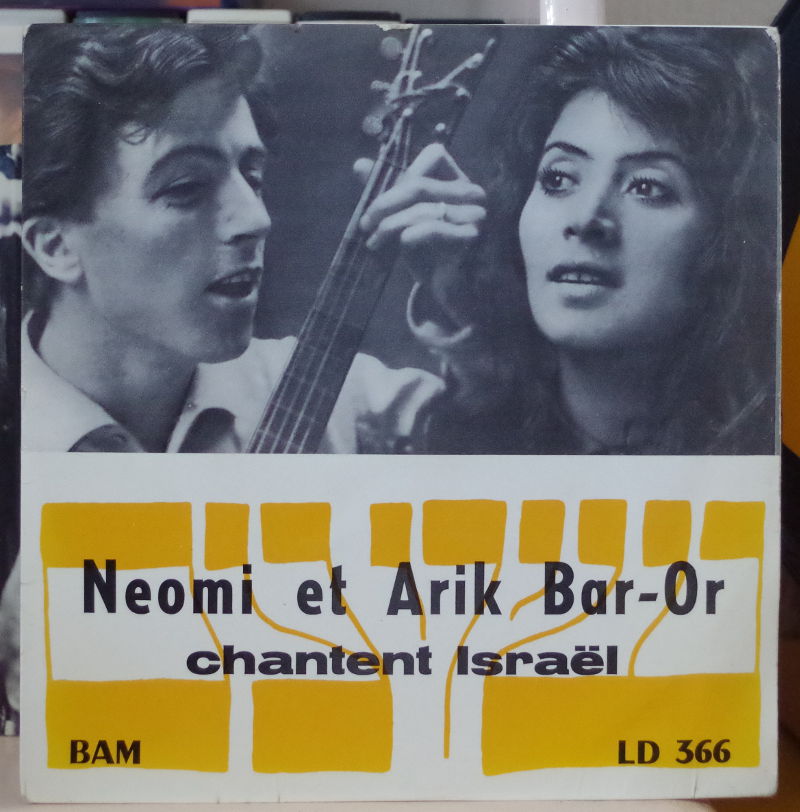 Neomi et Arik Bar-Or
chantent Israël
BAM LD 366